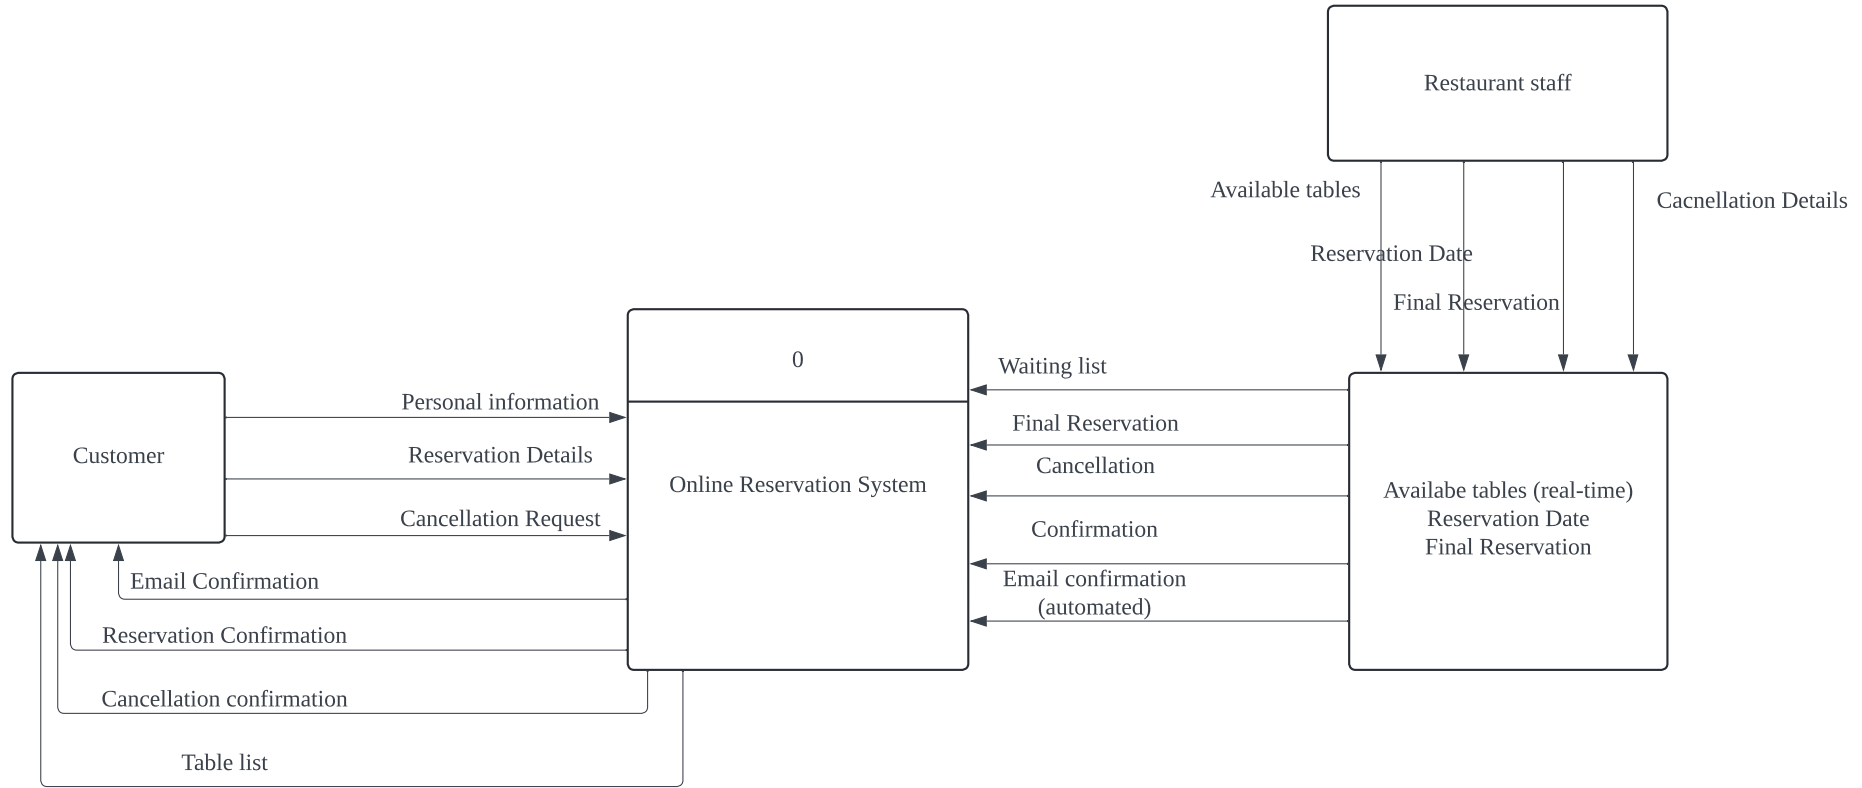 Restaurant staff
Available tables
Cacnellation Details
Reservation Date
Final Reservation
0
Online Reservation System
Waiting list
Final Reservation
Cancellation
Confirmation
Email confirmation
(automated)
Availabe tables (real-time)
Reservation Date
Final Reservation
Customer
Personal information
Reservation Details
Cancellation Request
Email Confirmation
Reservation Confirmation
Cancellation confirmation
Table list